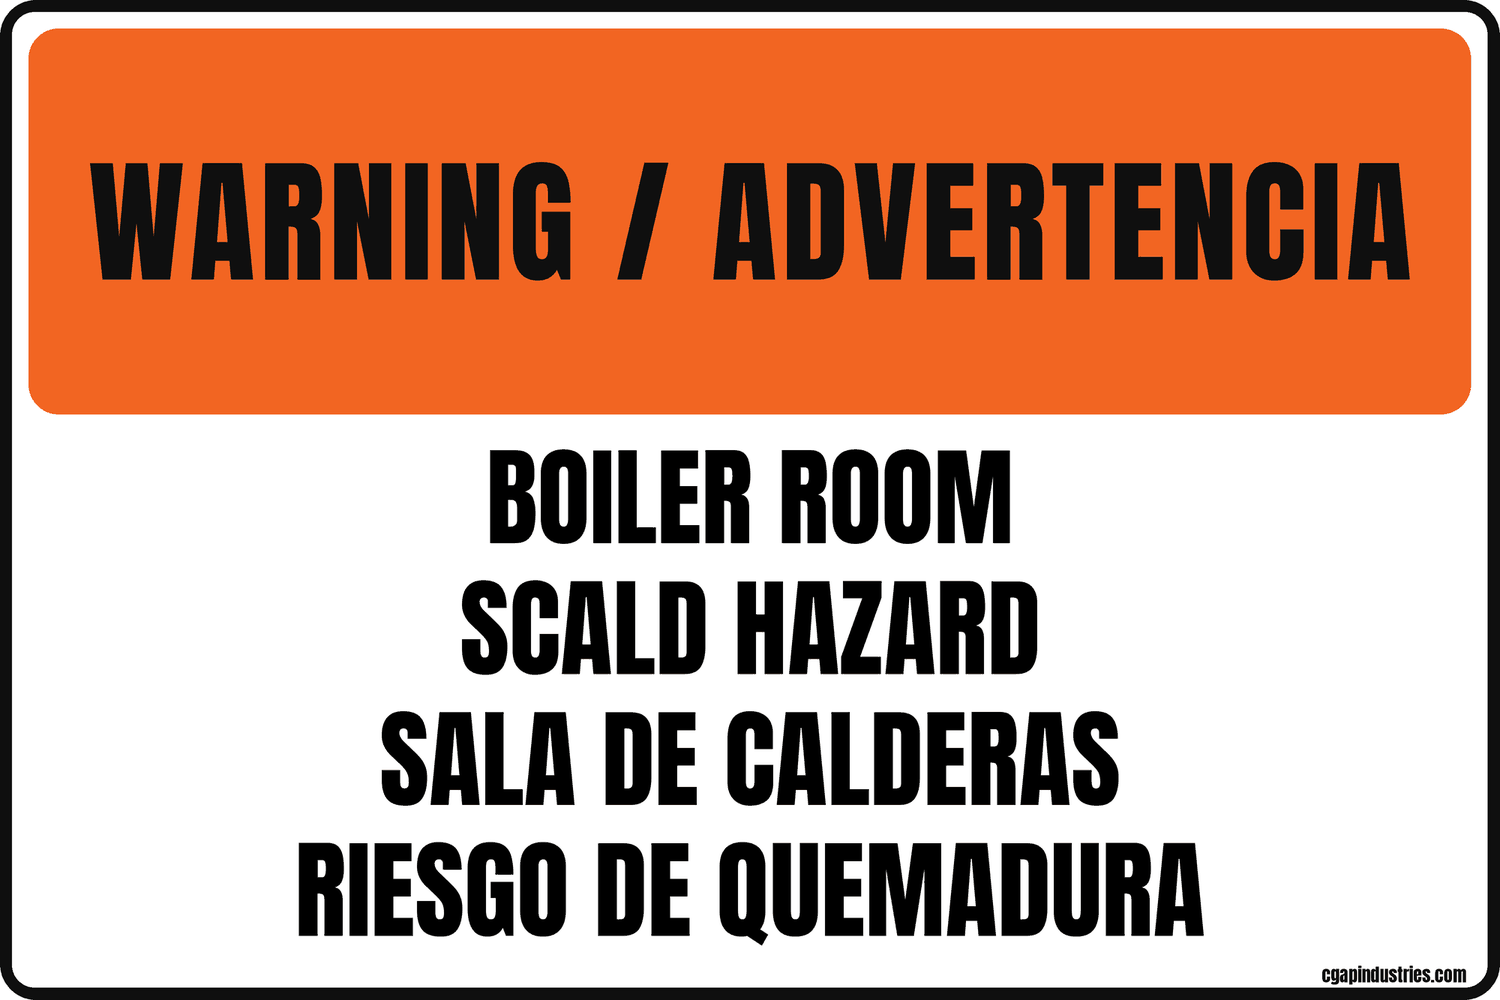 WARNING / ADVERTENCIA
BOILER ROOM
SCALD HAZARD
SALA DE CALDERAS
RIESGO DE QUEMADURA
cgapindustries.com